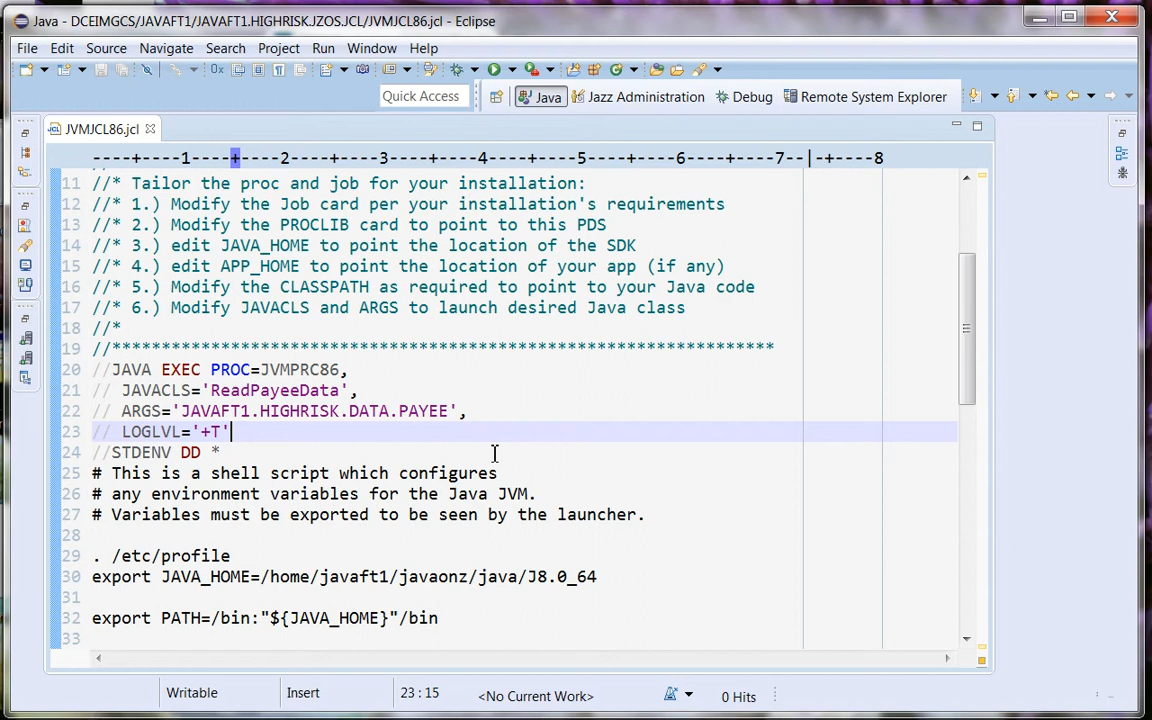 Java - DCEIMGCS/JAVAFT1/JAVAFT1.HIGHRISK.JZOS.JCL/JVMJCL86.jcl - Eclipse
File Edit Source Navigate Search Project Run Window Help
Quick Access Java Jazz Administration Debug Remote System Explorer
JVMJCL86.jcl
----+----1----+----2----+----3----+----4----+----5----+----6----+----7--|-+----8
11 //* Tailor the proc and job for your installation:
12 //* 1.) Modify the Job card per your installation's requirements
13 //* 2.) Modify the PROCLIB card to point to this PDS
14 //* 3.) edit JAVA_HOME to point the location of the SDK
15 //* 4.) edit APP_HOME to point the location of your app (if any)
16 //* 5.) Modify the CLASSPATH as required to point to your Java code
17 //* 6.) Modify JAVACLS and ARGS to launch desired Java class
18 //*
19 //*******************************************************************
20 //JAVA EXEC PROC=JVMPRC86,
21 // JAVACLS='ReadPayeeData',
22 // ARGS='JAVAFT1.HIGHRISK.DATA.PAYEE',
23 // LOGLVL='+T'
24 //STDENV DD *
25 # This is a shell script which configures
26 # any environment variables for the Java JVM.
27 # Variables must be exported to be seen by the launcher.
28
29 . /etc/profile
30 export JAVA_HOME=/home/javaft1/javaonz/java/J8.0_64
31
32 export PATH=/bin:"${JAVA_HOME}"/bin
33
Writable Insert 23 : 15 <No Current Work> 0 Hits